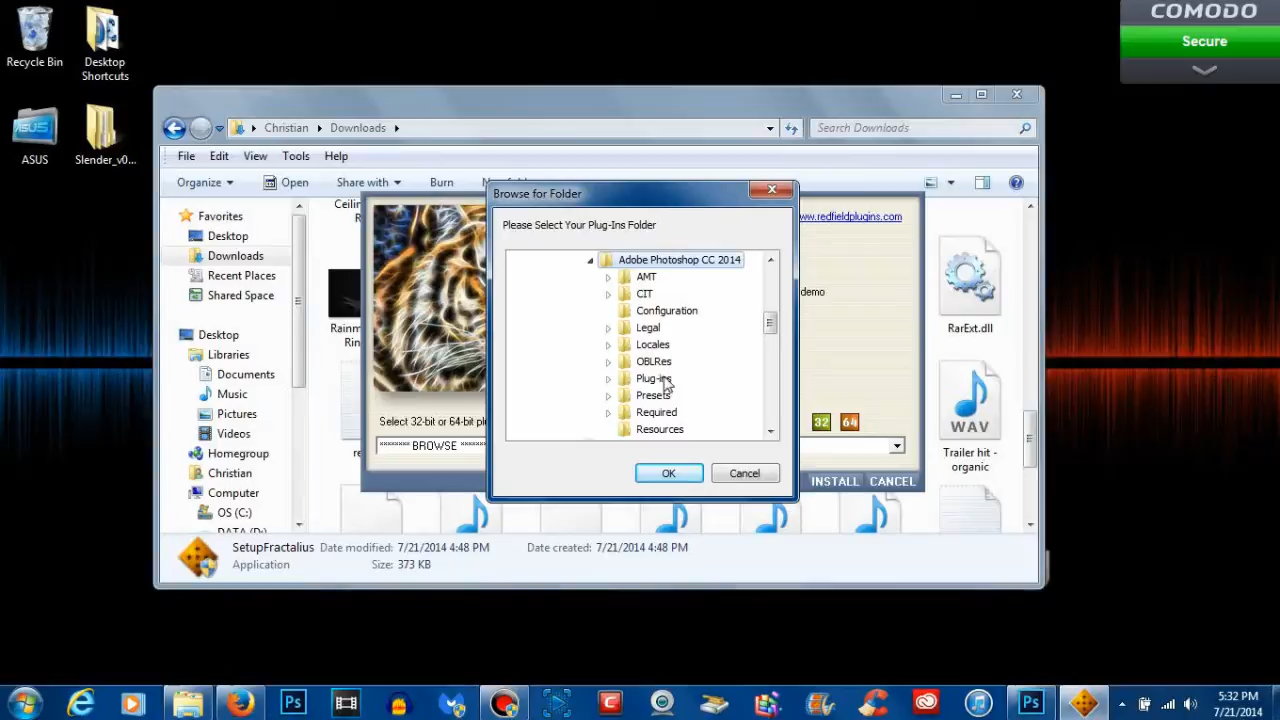 Recycle Bin
Desktop
Shortcuts
ASUS
Slender_v0...
COMODO
Secure
Christian
Downloads
Search Downloads
File
Edit
View
Tools
Help
Organize
Open
Share with
Burn
Favorites
Desktop
Downloads
Recent Places
Shared Space
Desktop
Libraries
Documents
Music
Pictures
Videos
Homegroup
Christian
Computer
OS (C:)
DATA (D:)
www.redfieldplugins.com
demo
Select 32-bit or 64-bit
******* BROWSE *******
32
64
INSTALL
CANCEL
RarExt.dll
WAV
Trailer hit -
organic
Browse for Folder
Please Select Your Plug-Ins Folder
Adobe Photoshop CC 2014
AMT
CIT
Configuration
Legal
Locales
OBLRes
Plug-ins
Presets
Required
Resources
OK
Cancel
SetupFractalius
Date modified: 7/21/2014 4:48 PM
Date created: 7/21/2014 4:48 PM
Application
Size: 373 KB
Ps
Ps
5:32 PM
7/21/2014